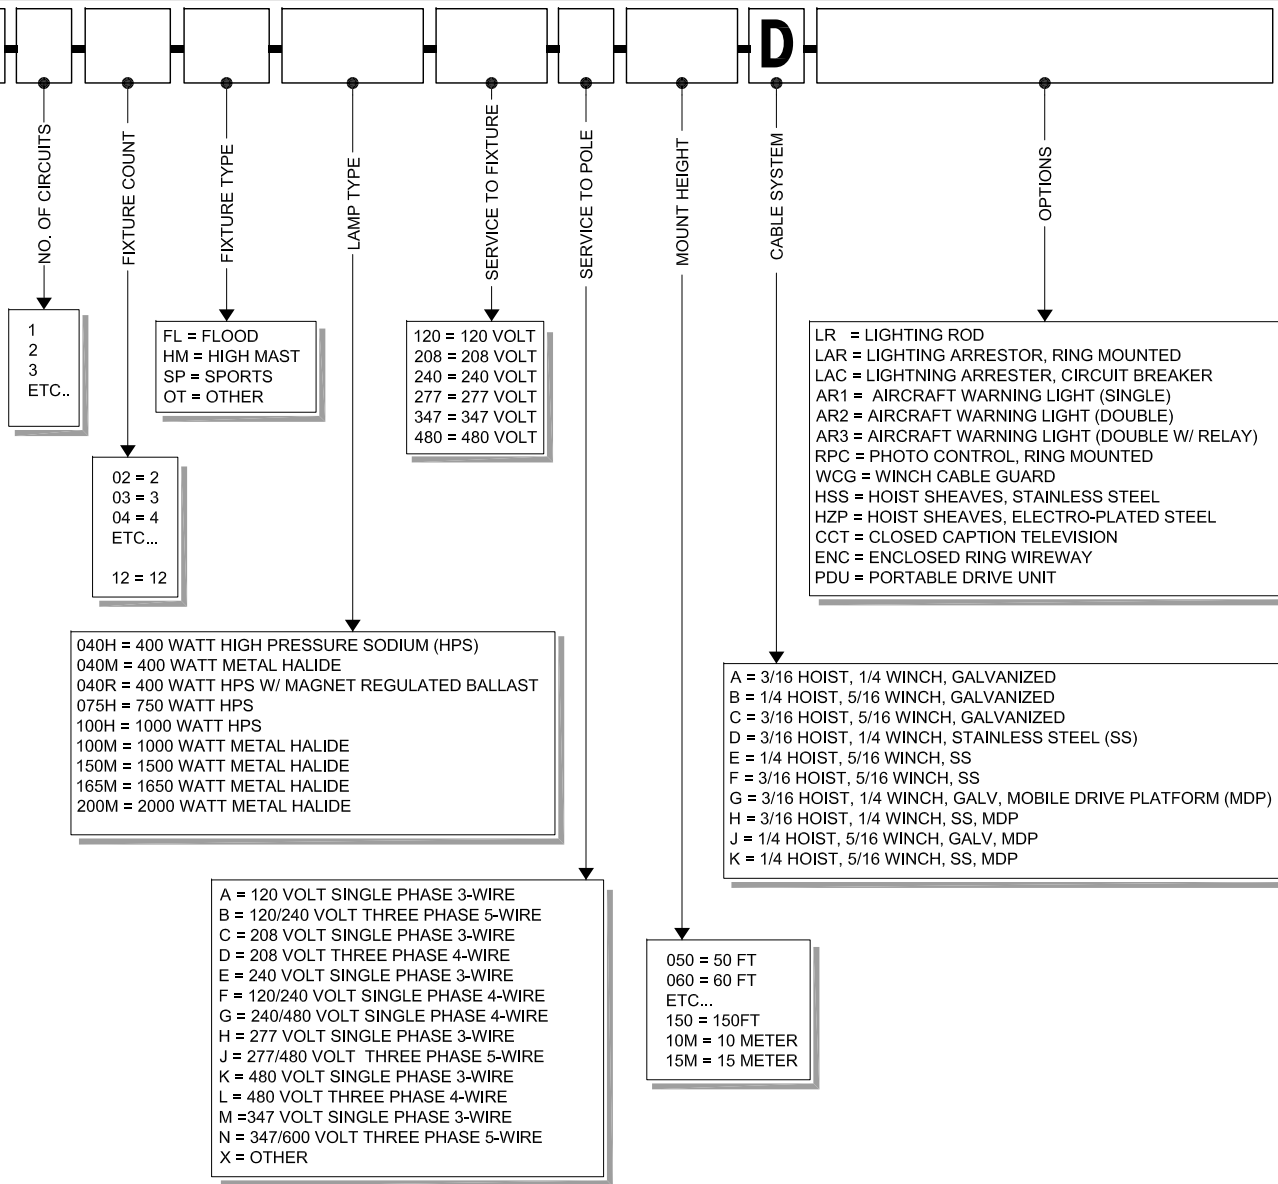 D
NO. OF CIRCUITS
FIXTURE COUNT
FIXTURE TYPE
LAMP TYPE
SERVICE TO FIXTURE
SERVICE TO POLE
MOUNT HEIGHT
CABLE SYSTEM
OPTIONS
1
2
3
ETC..
02 = 2
03 = 3
04 = 4
ETC...
12 = 12
FL = FLOOD
HM = HIGH MAST
SP = SPORTS
OT = OTHER
040H = 400 WATT HIGH PRESSURE SODIUM (HPS)
040M = 400 WATT METAL HALIDE
040R = 400 WATT HPS W/ MAGNET REGULATED BALLAST
075H = 750 WATT HPS
100H = 1000 WATT HPS
100M = 1000 WATT METAL HALIDE
150M = 1500 WATT METAL HALIDE
165M = 1650 WATT METAL HALIDE
200M = 2000 WATT METAL HALIDE
120 = 120 VOLT
208 = 208 VOLT
240 = 240 VOLT
277 = 277 VOLT
347 = 347 VOLT
480 = 480 VOLT
A = 120 VOLT SINGLE PHASE 3-WIRE
B = 120/240 VOLT THREE PHASE 5-WIRE
C = 208 VOLT SINGLE PHASE 3-WIRE
D = 208 VOLT THREE PHASE 4-WIRE
E = 240 VOLT SINGLE PHASE 3-WIRE
F = 120/240 VOLT SINGLE PHASE 4-WIRE
G = 240/480 VOLT SINGLE PHASE 4-WIRE
H = 277 VOLT SINGLE PHASE 3-WIRE
J = 277/480 VOLT THREE PHASE 5-WIRE
K = 480 VOLT SINGLE PHASE 3-WIRE
L = 480 VOLT THREE PHASE 4-WIRE
M =347 VOLT SINGLE PHASE 3-WIRE
N = 347/600 VOLT THREE PHASE 5-WIRE
X = OTHER
050 = 50 FT
060 = 60 FT
ETC...
150 = 150FT
10M = 10 METER
15M = 15 METER
A = 3/16 HOIST, 1/4 WINCH, GALVANIZED
B = 1/4 HOIST, 5/16 WINCH, GALVANIZED
C = 3/16 HOIST, 5/16 WINCH, GALVANIZED
D = 3/16 HOIST, 1/4 WINCH, STAINLESS STEEL (SS)
E = 1/4 HOIST, 5/16 WINCH, SS
F = 3/16 HOIST, 5/16 WINCH, SS
G = 3/16 HOIST, 1/4 WINCH, GALV, MOBILE DRIVE PLATFORM (MDP)
H = 3/16 HOIST, 1/4 WINCH, SS, MDP
J = 1/4 HOIST, 5/16 WINCH, GALV, MDP
K = 1/4 HOIST, 5/16 WINCH, SS, MDP
LR = LIGHTING ROD
LAR = LIGHTING ARRESTOR, RING MOUNTED
LAC = LIGHTNING ARRESTER, CIRCUIT BREAKER
AR1 = AIRCRAFT WARNING LIGHT (SINGLE)
AR2 = AIRCRAFT WARNING LIGHT (DOUBLE)
AR3 = AIRCRAFT WARNING LIGHT (DOUBLE W/ RELAY)
RPC = PHOTO CONTROL, RING MOUNTED
WCG = WINCH CABLE GUARD
HSS = HOIST SHEAVES, STAINLESS STEEL
HZP = HOIST SHEAVES, ELECTRO-PLATED STEEL
CCT = CLOSED CAPTION TELEVISION
ENC = ENCLOSED RING WIREWAY
PDU = PORTABLE DRIVE UNIT